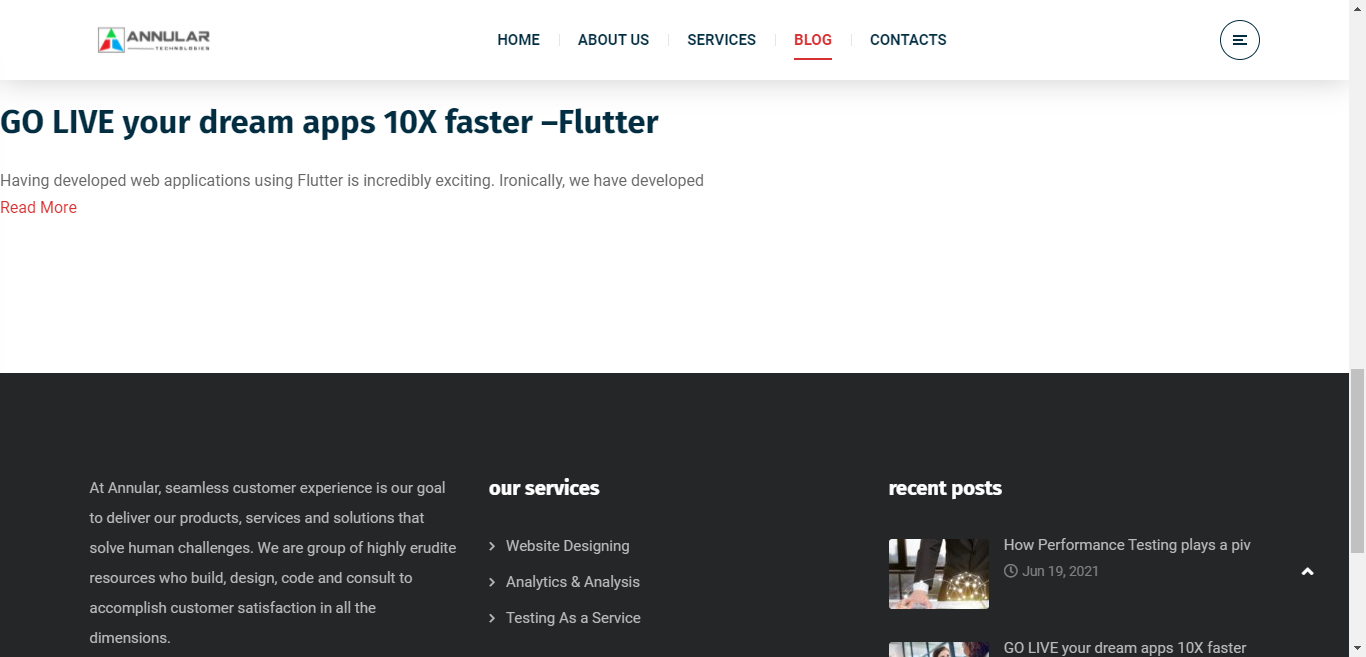 ANNULAR
TECHNOLOGIES
HOME
ABOUT US
SERVICES
BLOG
CONTACTS
GO LIVE your dream apps 10X faster –Flutter
Having developed web applications using Flutter is incredibly exciting. Ironically, we have developed
Read More
At Annular, seamless customer experience is our goal
to deliver our products, services and solutions that
solve human challenges. We are group of highly erudite
resources who build, design, code and consult to
accomplish customer satisfaction in all the
dimensions.
our services
Website Designing
Analytics & Analysis
Testing As a Service
recent posts
How Performance Testing plays a piv
Jun 19, 2021
GO LIVE your dream apps 10X faster